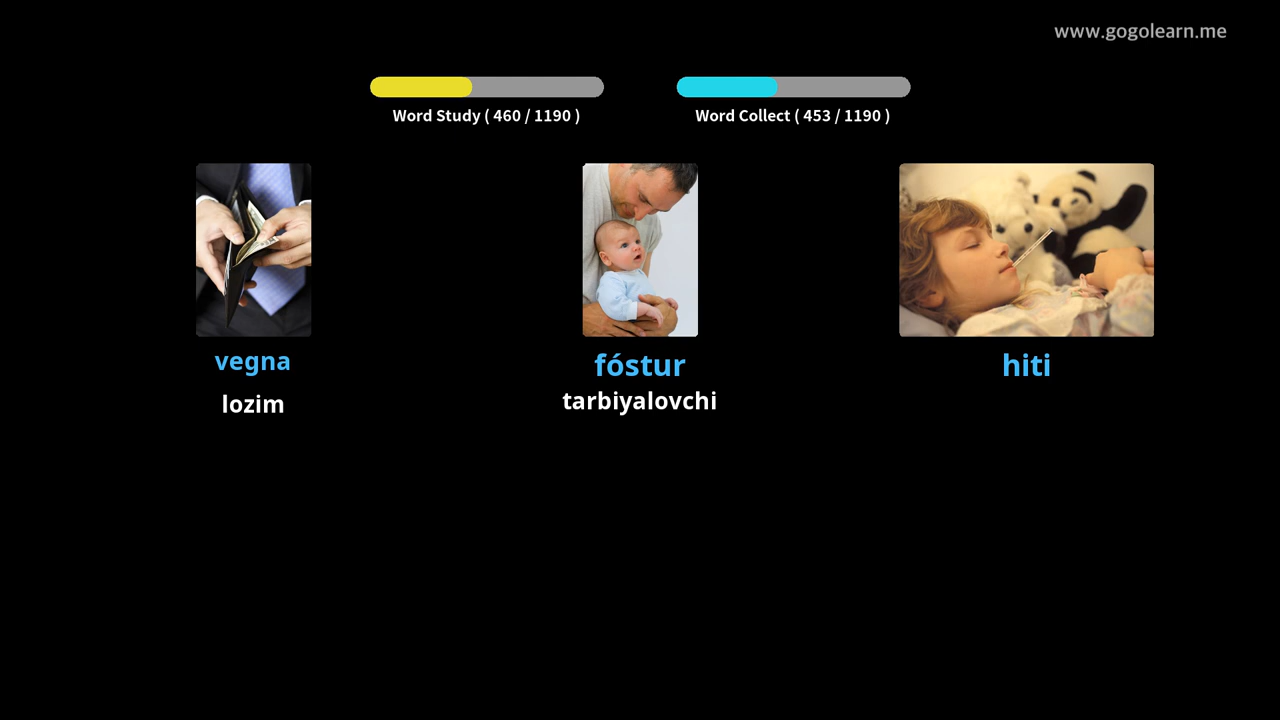 www.gogolearn.me
Word Study ( 460 / 1190 )
Word Collect ( 453 / 1190 )
vegna
lozim
fóstur
tarbiyalovchi
hiti